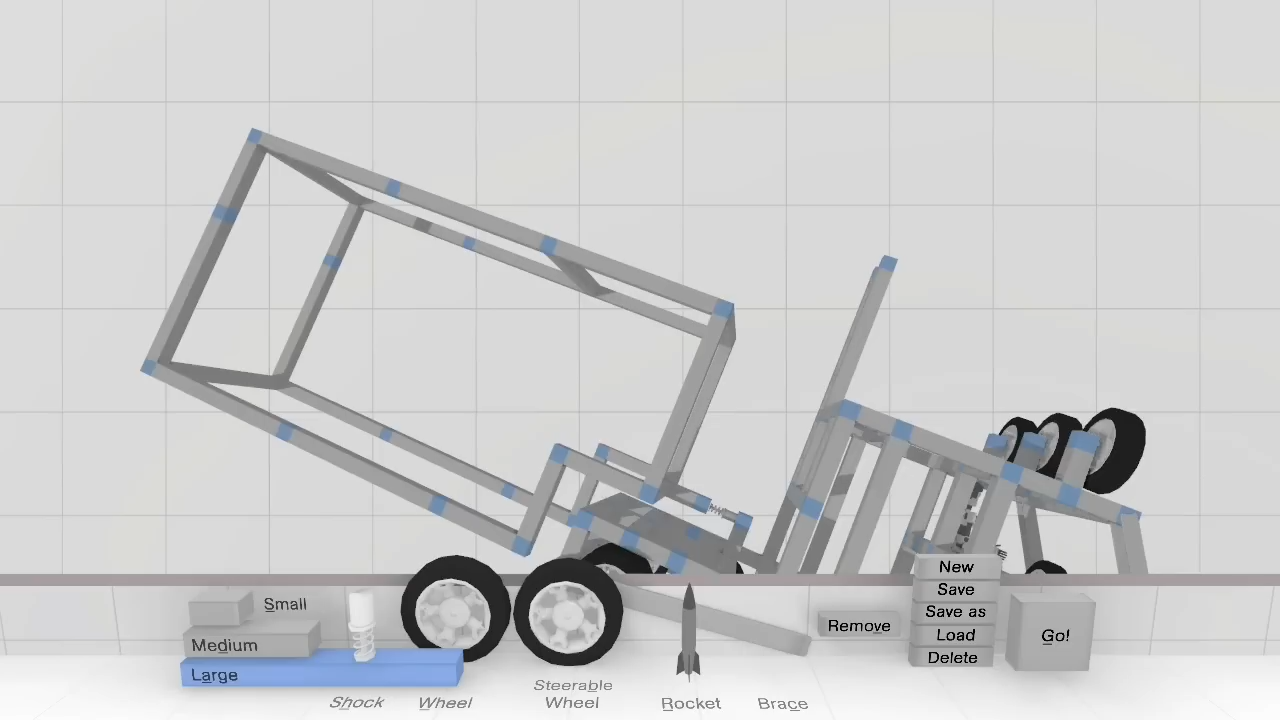 Small
Medium
Large
Shock
Wheel
Steerable
Wheel
Rocket
Brace
Remove
New
Save
Save as
Load
Delete
Go!